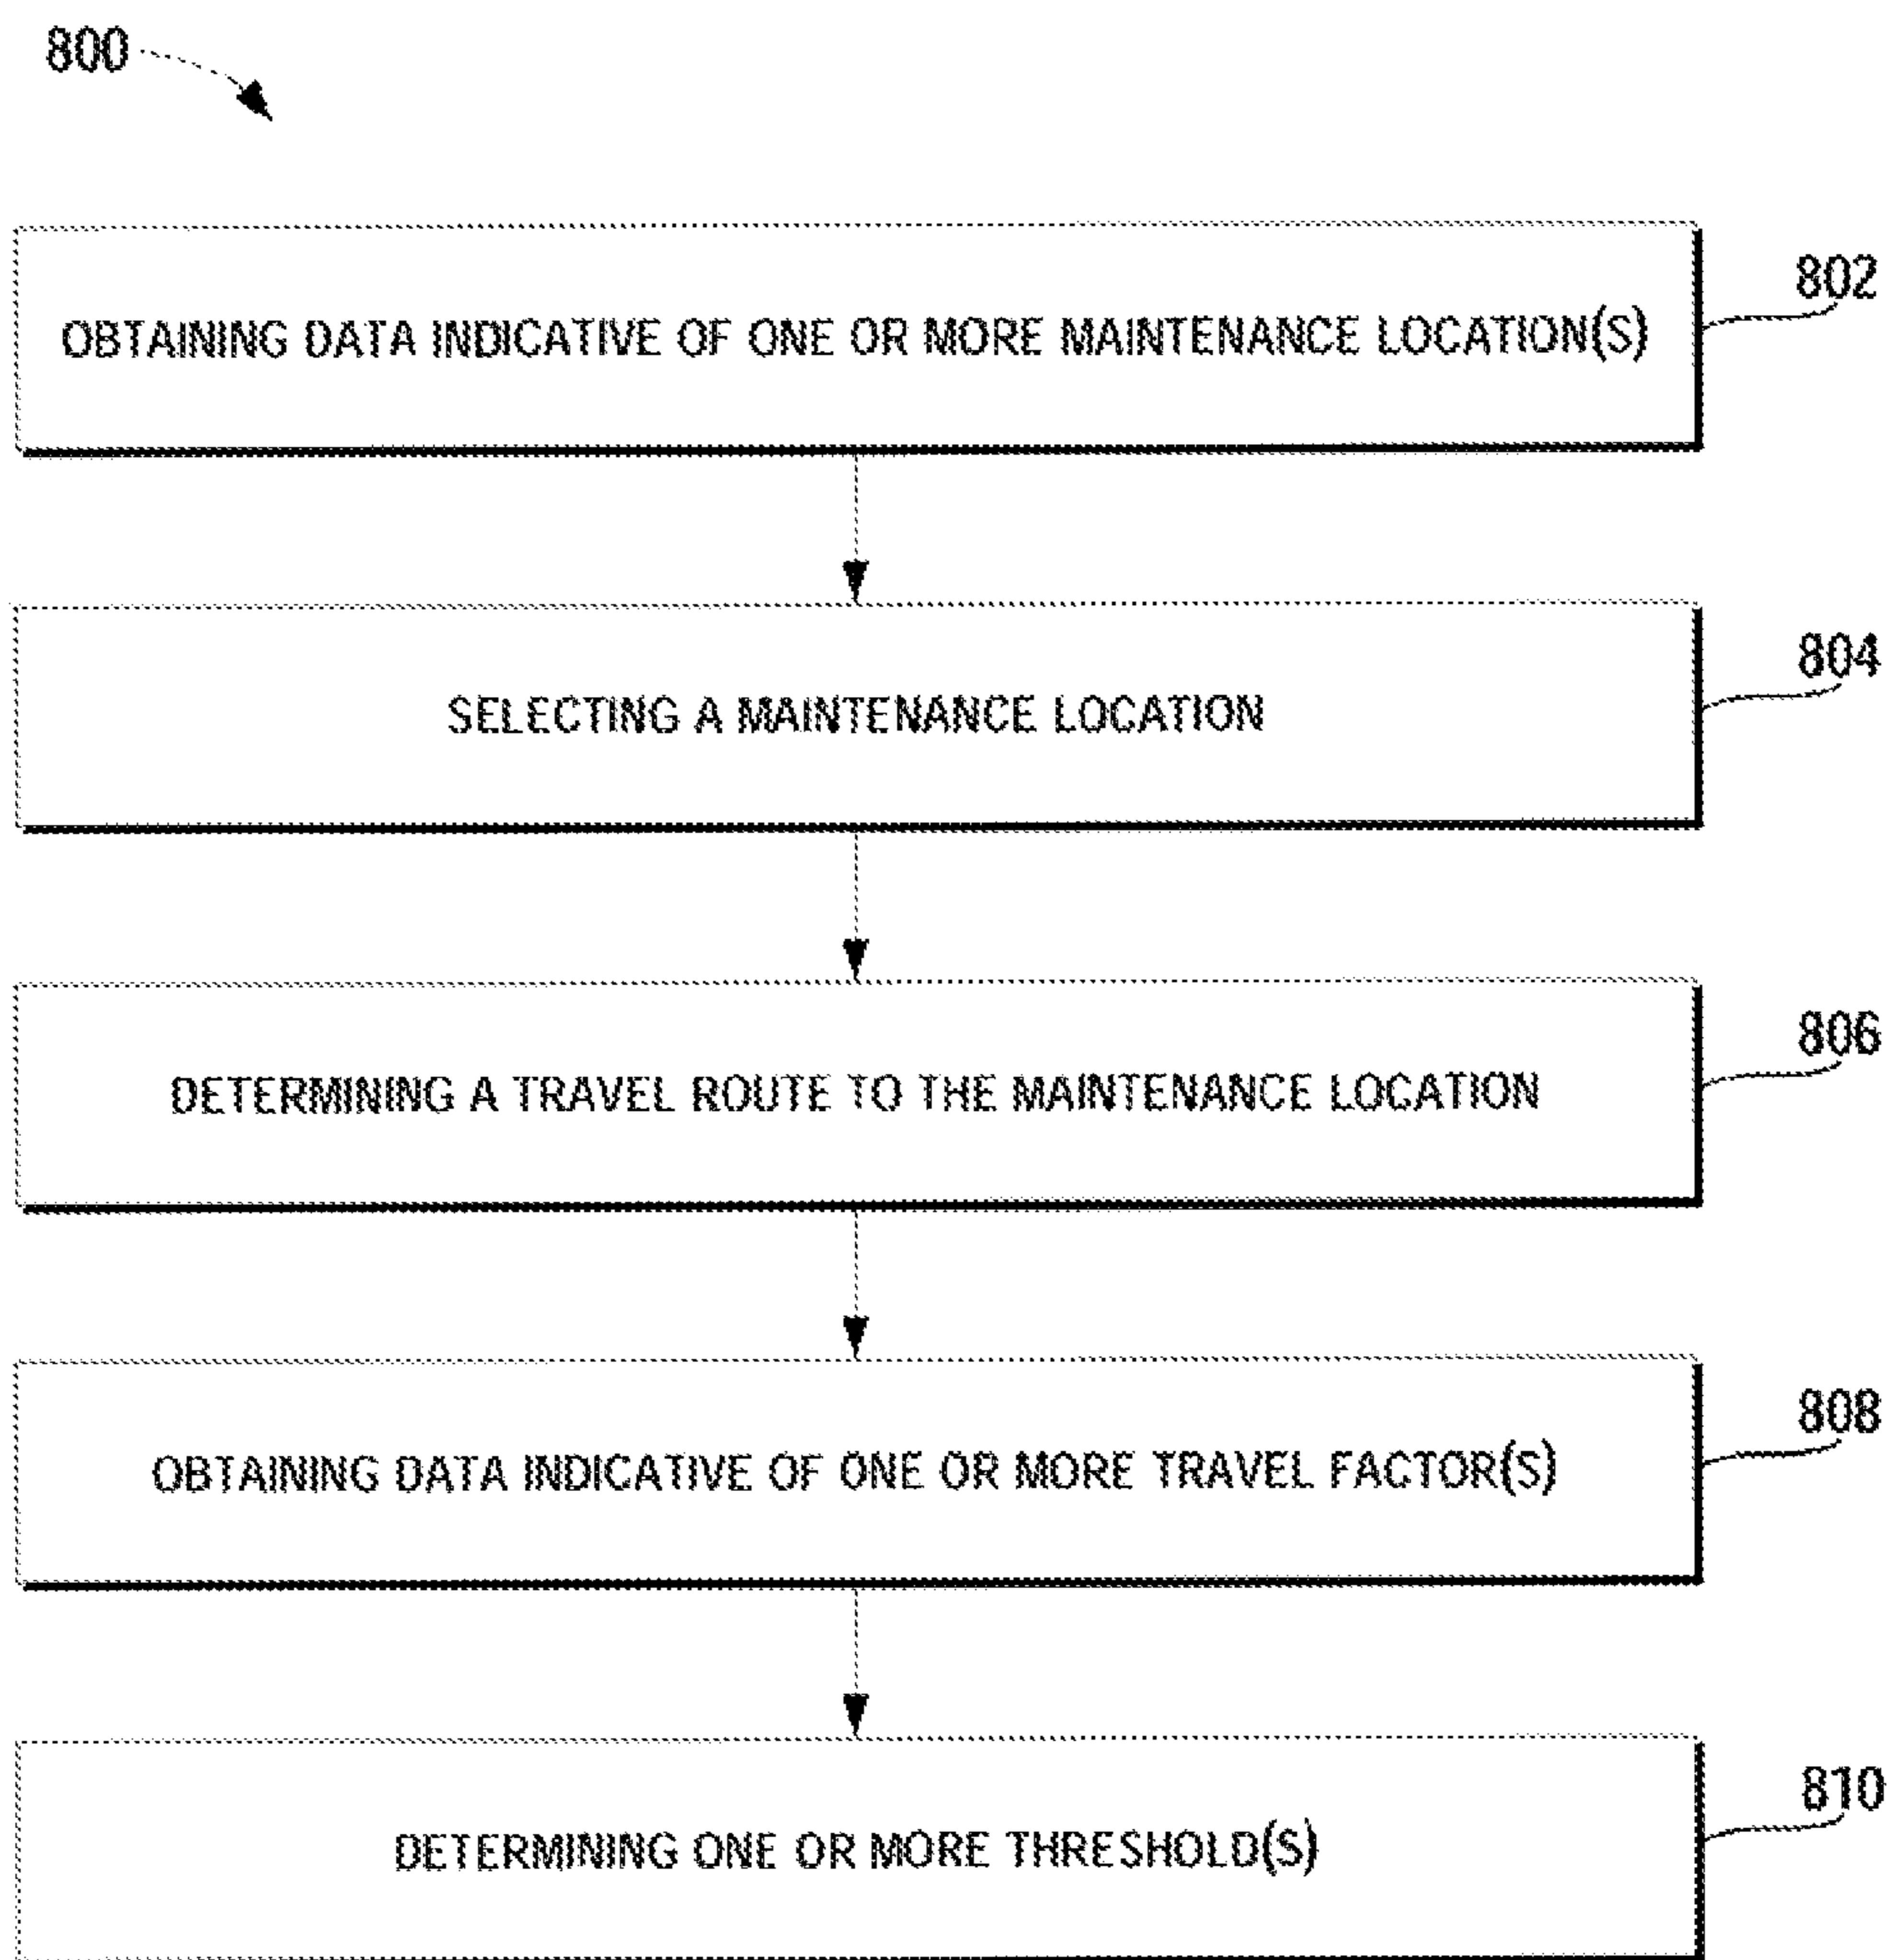 800
802
OBTAINING DATA INDICATIVE OF ONE OR MORE MAINTENANCE LOCATION(S)
804
SELECTING A MAINTENANCE LOCATION
806
DETERMINING A TRAVEL ROUTE TO THE MAINTENANCE LOCATION
808
OBTAINING DATA INDICATIVE OF ONE OR MORE TRAVEL FACTOR(S)
810
DETERMINING ONE OR MORE THRESHOLD(S)